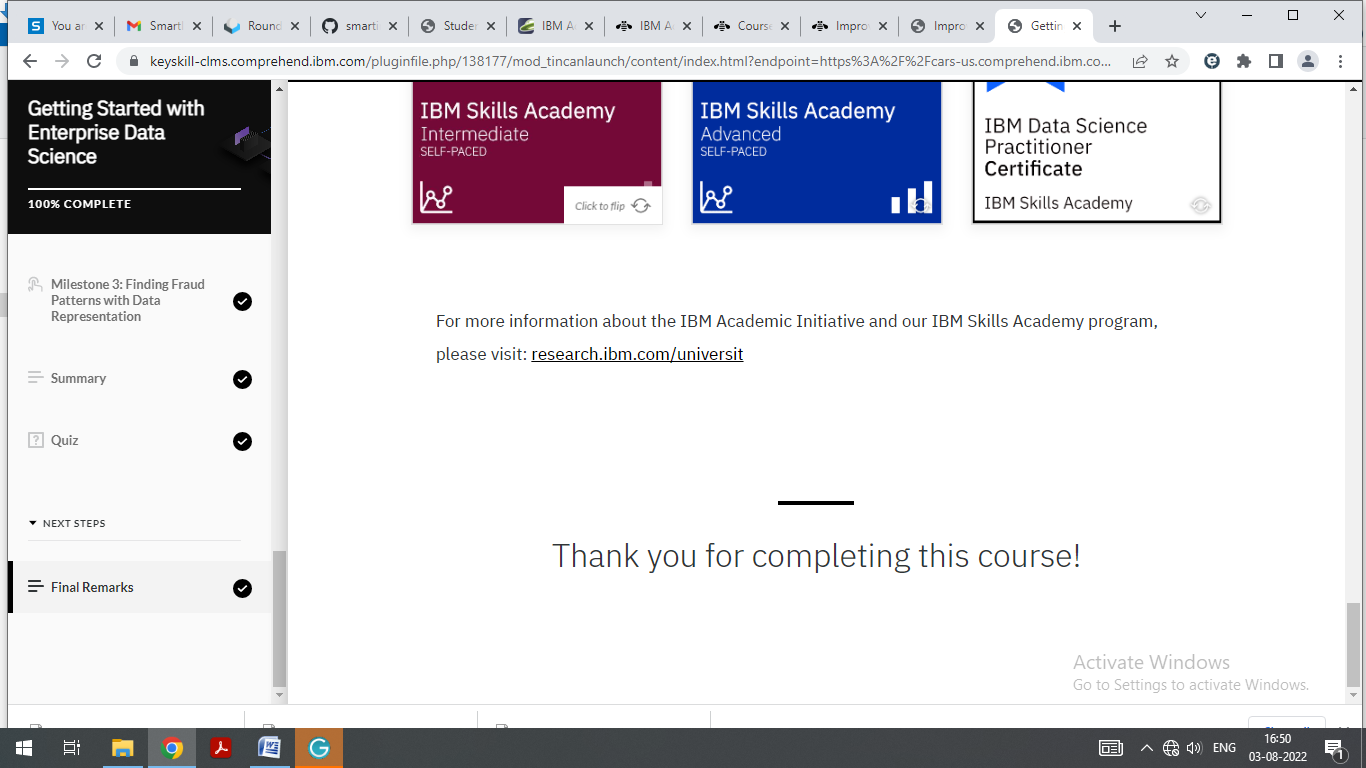 You ar
Smartl
Round
smarti
Studer
IBM A
IBM A
Course
Impro
Impro
Gettin
keyskill-clms.comprehend.ibm.com/pluginfile.php/138177/mod_tincanlaunch/content/index.html?endpoint=https%3A%2F%2Fcars-us.comprehend.ibm.co...
Getting Started with
Enterprise Data
Science
100% COMPLETE
Milestone 3: Finding Fraud
Patterns with Data
Representation
Summary
Quiz
NEXT STEPS
Final Remarks
IBM Skills Academy
Intermediate
SELF-PACED
Click to flip
IBM Skills Academy
Advanced
SELF-PACED
IBM Data Science
Practitioner
Certificate
IBM Skills Academy
For more information about the IBM Academic Initiative and our IBM Skills Academy program,
please visit: research.ibm.com/universit
Thank you for completing this course!
Activate Windows
Go to Settings to activate Windows.
ENG
16:50
03-08-2022
1